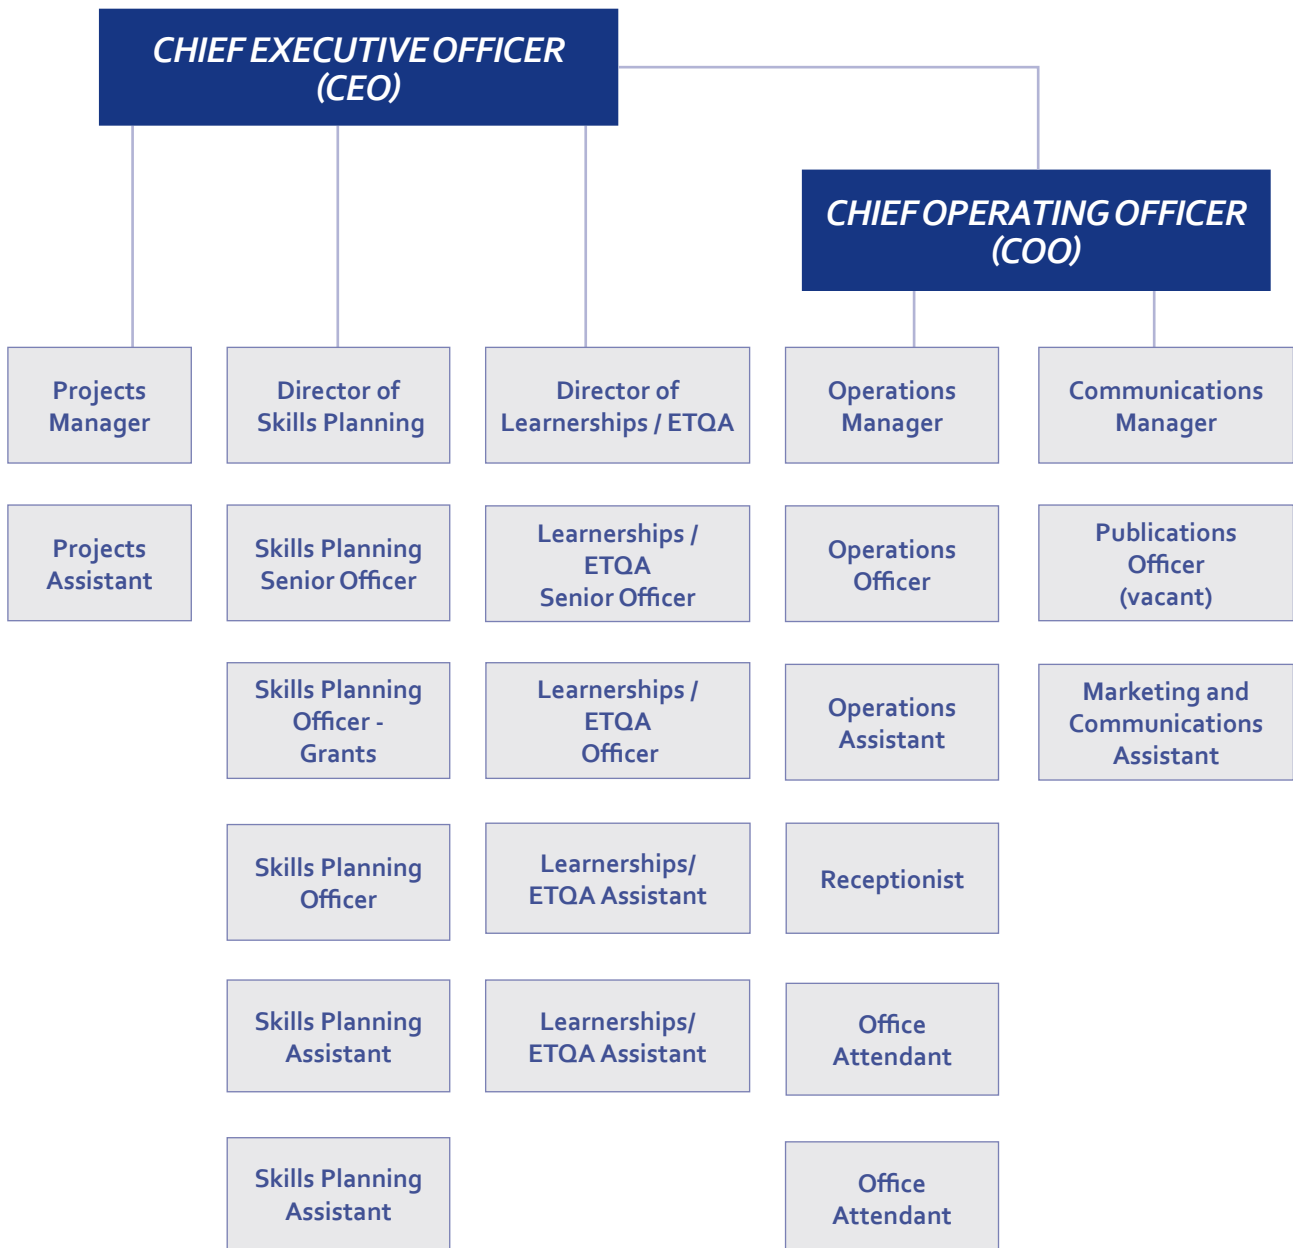 CHIEF EXECUTIVE OFFICER
(CEO)
CHIEF OPERATING OFFICER
(COO)
Projects
Manager
Director of
Skills Planning
Director of
Learnerships / ETQA
Operations
Manager
Communications
Manager
Projects
Assistant
Skills Planning
Senior Officer
Learnerships /
ETQA
Senior Officer
Operations
Officer
Publications
Officer
(vacant)
Skills Planning
Officer -
Grants
Learnerships /
ETQA
Officer
Operations
Assistant
Marketing and
Communications
Assistant
Skills Planning
Officer
Learnerships/
ETQA Assistant
Receptionist
Skills Planning
Assistant
Learnerships/
ETQA Assistant
Office
Attendant
Skills Planning
Assistant
Office
Attendant